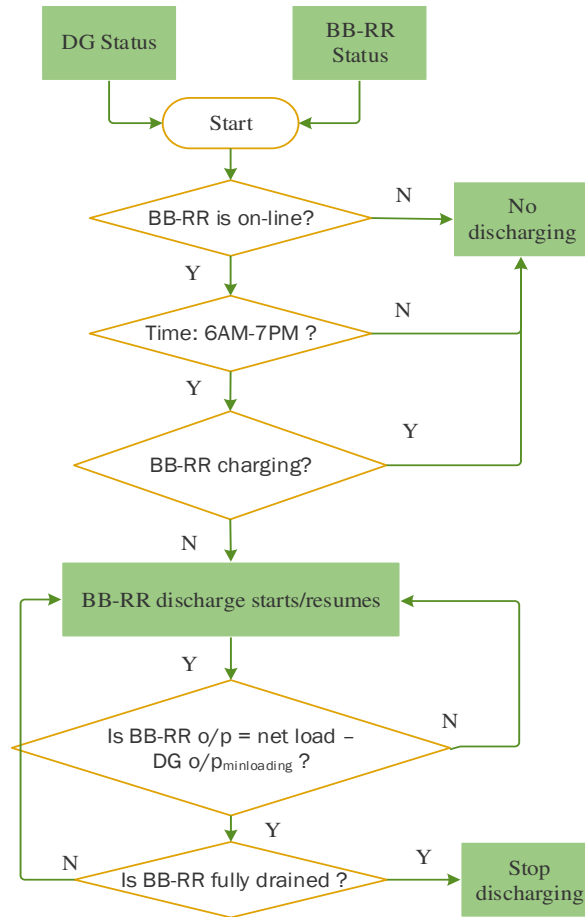 DG Status
BB-RR
Status
Start
BB-RR is on-line?
N
No
discharging
Y
Time: 6AM-7PM ?
N
Y
BB-RR charging?
Y
N
BB-RR discharge starts/resumes
Y
Is BB-RR o/p = net load –
DG o/pminloading ?
N
Y
Is BB-RR fully drained ?
N
Y
Stop
discharging